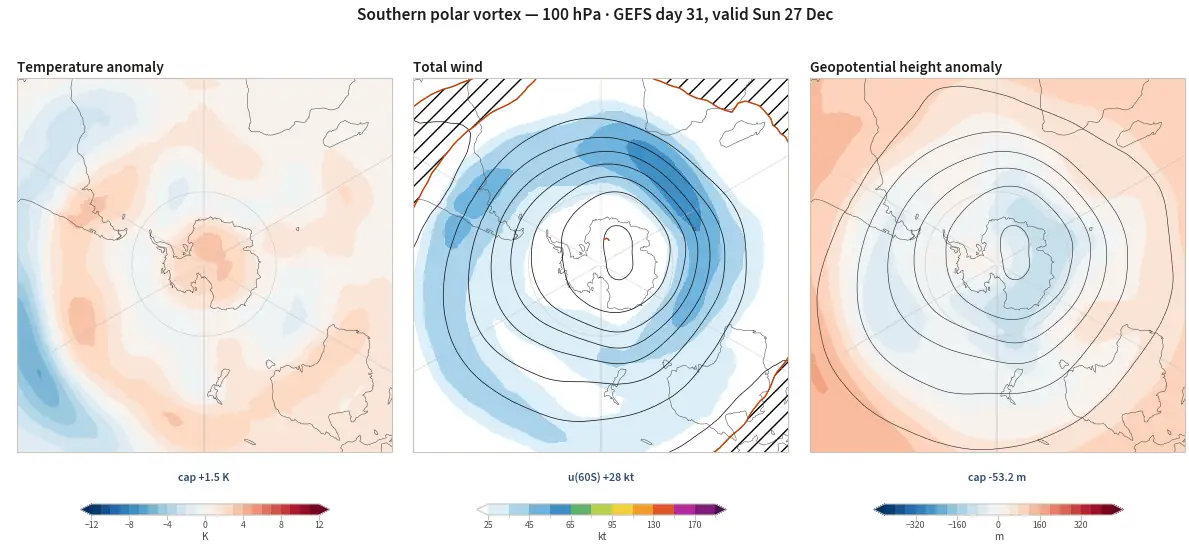 Southern polar vortex — 100 hPa · GEFS day 31, valid Sun 27 Dec
Temperature anomaly
Total wind
Geopotential height anomaly
cap +1.5 K
u(60S) +28 kt
cap -53.2 m
−12 −8 −4 0 4 8 12
K
25 45 65 95 130 170
kt
−320 −160 0 160 320
m